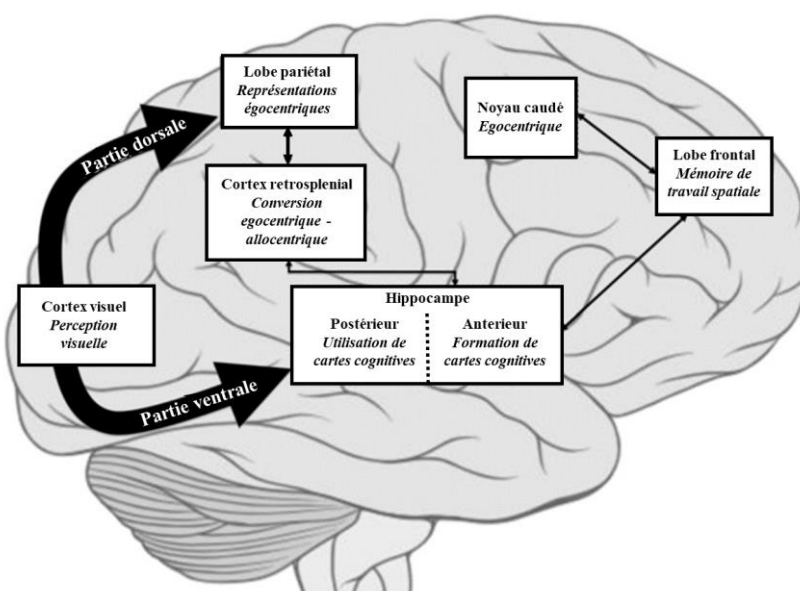 Lobe pariétal
Représentations
égocentriques
Partie dorsale
Noyau caudé
Egocentrique
Lobe frontal
Mémoire de
travail spatiale
Cortex retrosplenial
Conversion
egocentrique -
allocentrique
Cortex visuel
Perception
visuelle
Hippocampe
Postérieur
Utilisation de
cartes cognitives
Anterieur
Formation de
cartes cognitives
Partie ventrale